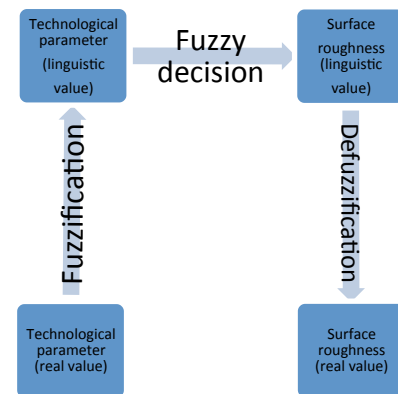 Technological
parameter
(linguistic
value)
Fuzzy
decision
Surface
roughness
(linguistic
value)
Fuzzification
Defuzzification
Technological
parameter
(real value)
Surface
roughness
(real value)